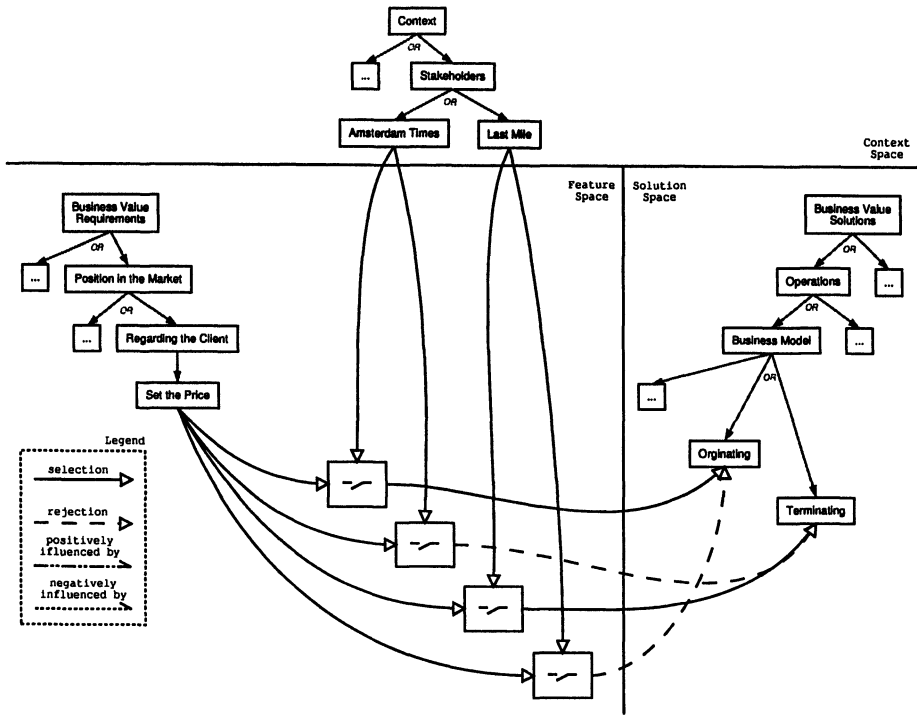 Context
OR
...
Stakeholders
OR
Amsterdam Times
Last Mile
Context
Space
Feature
Space
Solution
Space
Business Value
Requirements
OR
...
Position in the Market
OR
...
Regarding the Client
Set the Price
Business Value
Solutions
OR
Operations
...
OR
Business Model
...
OR
...
Orginating
Terminating
Legend
selection
rejection
positively
ifluenced by
negatively
influenced by